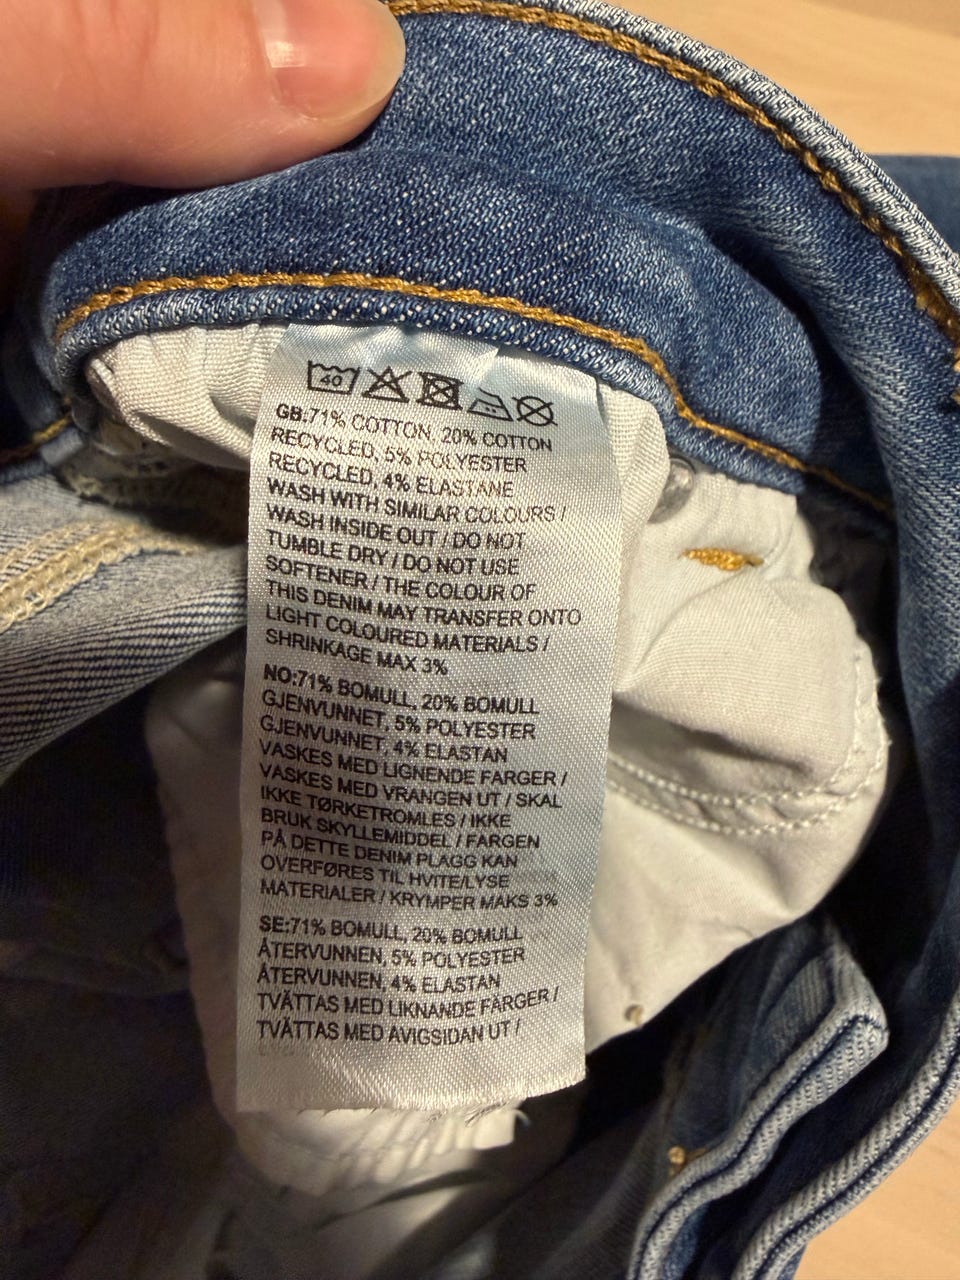 40
GB:71% COTTON, 20% COTTON
RECYCLED, 5% POLYESTER
RECYCLED, 4% ELASTANE
WASH WITH SIMILAR COLOURS /
WASH INSIDE OUT / DO NOT
TUMBLE DRY / DO NOT USE
SOFTENER / THE COLOUR OF
THIS DENIM MAY TRANSFER ONTO
LIGHT COLOURED MATERIALS /
SHRINKAGE MAX 3%
NO:71% BOMULL, 20% BOMULL
GJENVUNNET, 5% POLYESTER
GJENVUNNET, 4% ELASTAN
VASKES MED LIGNENDE FARGER /
VASKES MED VRANGEN UT / SKAL
IKKE TØRKETROMLES / IKKE
BRUK SKYLLEMIDDEL / FARGEN
PÅ DETTE DENIM PLAGG KAN
OVERFØRES TIL HVITE/LYSE
MATERIALER / KRYMPER MAKS 3%
SE:71% BOMULL, 20% BOMULL
ÅTERVUNNEN, 5% POLYESTER
ÅTERVUNNEN, 4% ELASTAN
TVÄTTAS MED LIKNANDE FÄRGER /
TVÄTTAS MED AVIGSIDAN UT /